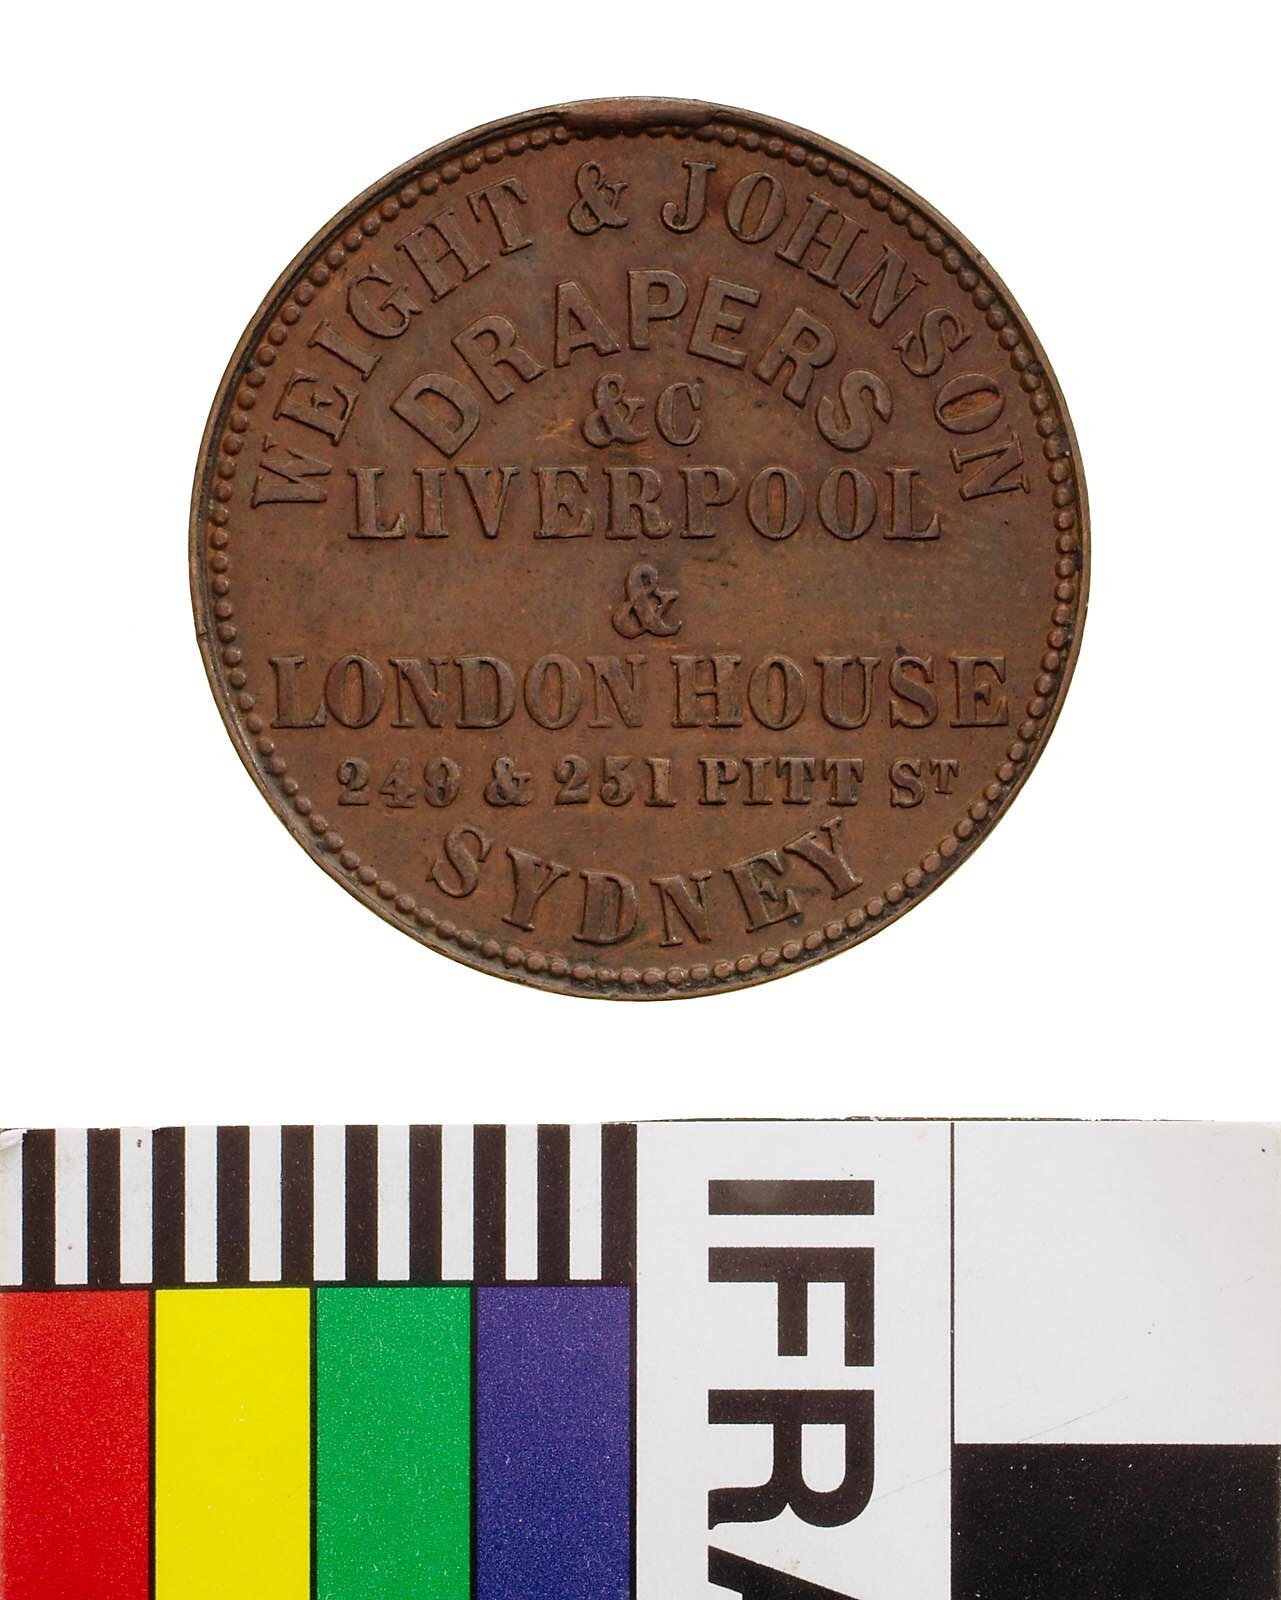 WEIGHT & JOHNSON
DRAPERS
&C
LIVERPOOL
&
LONDON HOUSE
249 & 251 PITT ST
SYDNEY
IFRA